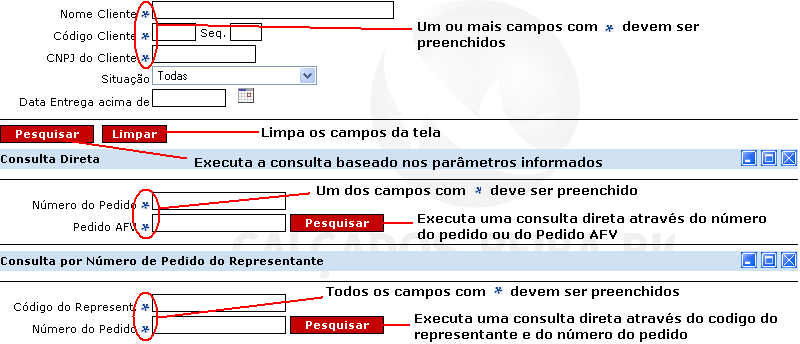 Nome Cliente *
Código Cliente * Seq.
Um ou mais campos com * devem ser
preenchidos
CNPJ do Cliente *
Situação Todas
Data Entrega acima de
Pesquisar Limpar Limpa os campos da tela
Consulta Direta
Executa a consulta baseado nos parâmetros informados
Um dos campos com * deve ser preenchido
Número do Pedido *
Pedido AFV * Pesquisar
Executa uma consulta direta através do número
do pedido ou do Pedido AFV
CALÇADOS BEIRA RIO
Consulta por Número de Pedido do Representante
Todos os campos com * devem ser preenchidos
Código do Represent. *
Número do Pedido * Pesquisar
Executa uma consulta direta através do codigo do
representante e do número do pedido